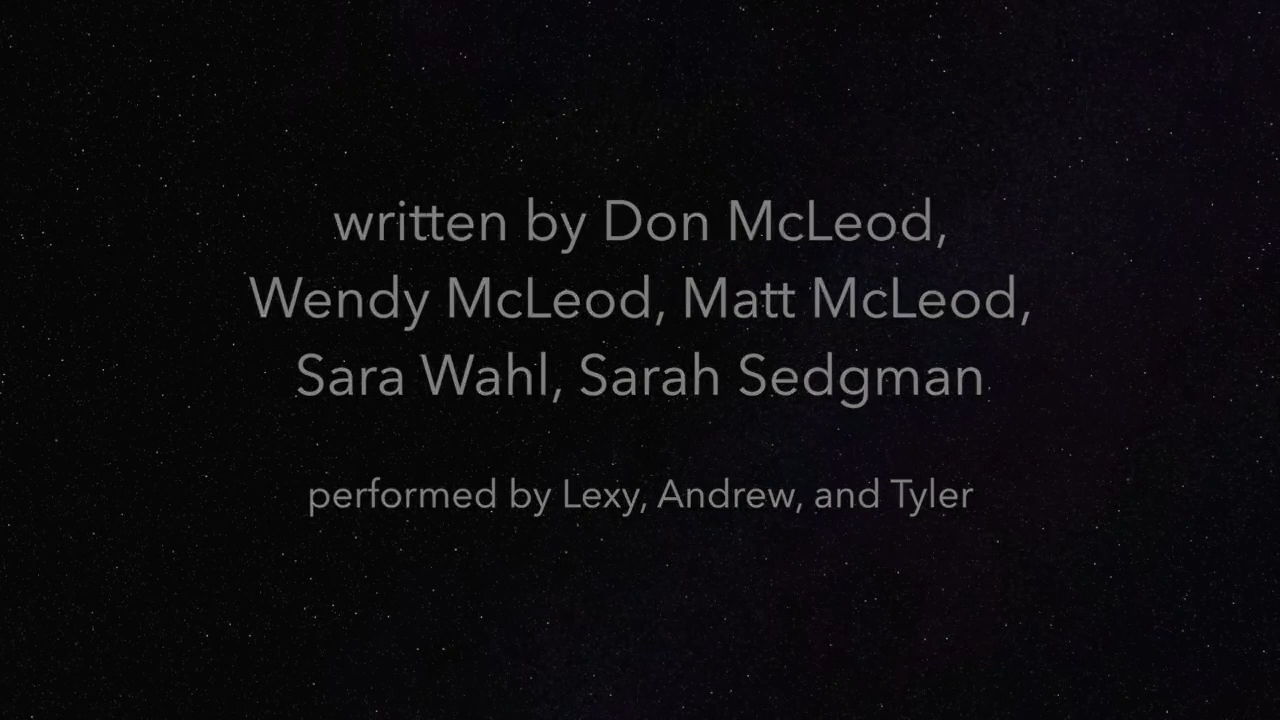 written by Don McLeod,
Wendy McLeod, Matt McLeod,
Sara Wahl, Sarah Sedgman
performed by Lexy, Andrew, and Tyler